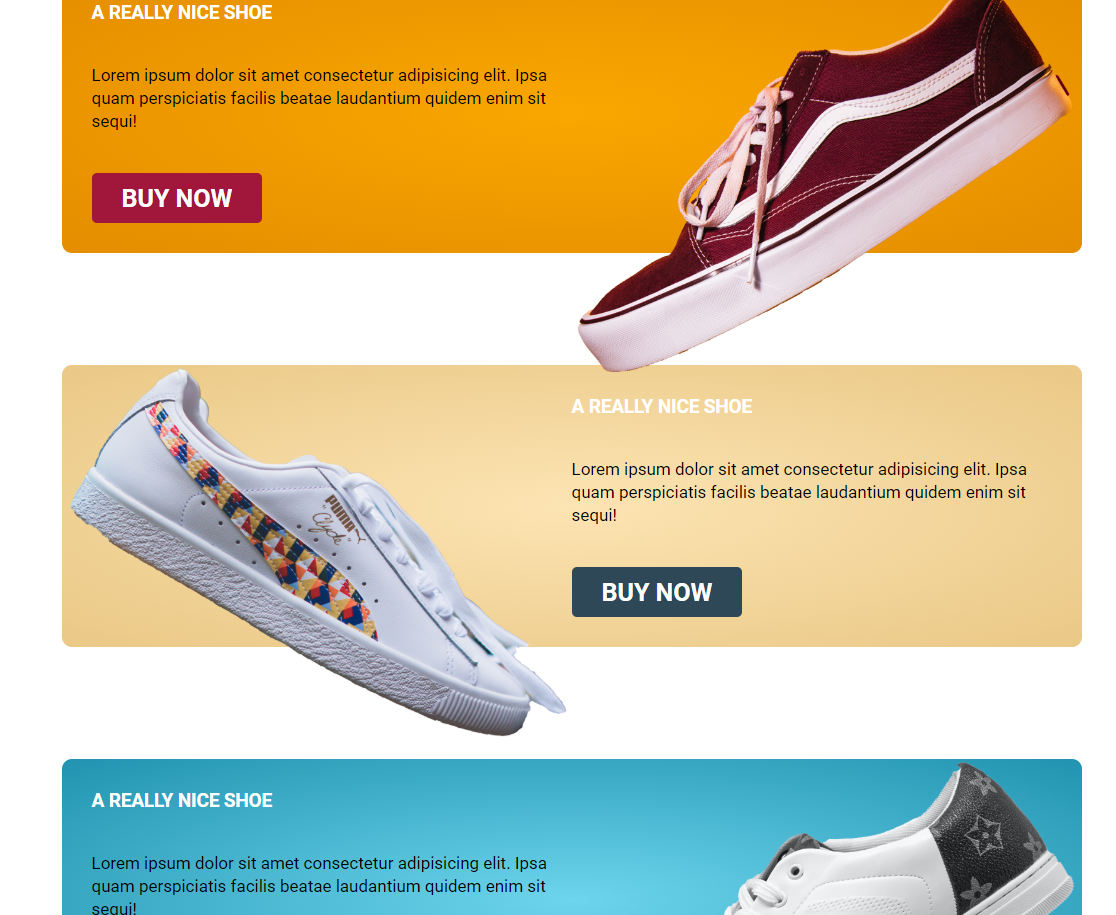 A REALLY NICE SHOE
Lorem ipsum dolor sit amet consectetur adipisicing elit. Ipsa
quam perspiciatis facilis beatae laudantium quidem enim sit
sequi!
BUY NOW
A REALLY NICE SHOE
Lorem ipsum dolor sit amet consectetur adipisicing elit. Ipsa
quam perspiciatis facilis beatae laudantium quidem enim sit
sequi!
BUY NOW
PUMA
Clyde
A REALLY NICE SHOE
Lorem ipsum dolor sit amet consectetur adipisicing elit. Ipsa
quam perspiciatis facilis beatae laudantium quidem enim sit
sequi!